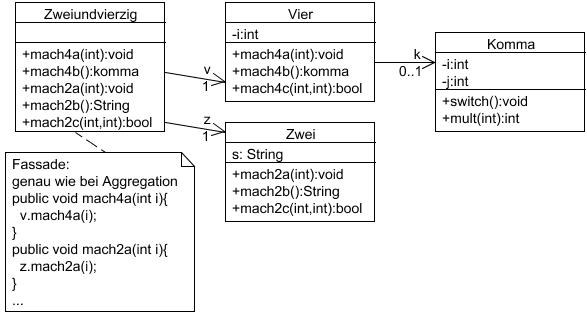 Zweiundvierzig
+mach4a(int):void
+mach4b():komma
+mach2a(int):void
+mach2b():String
+mach2c(int,int):bool
v
1
z
1
Vier
-i:int
+mach4a(int):void
+mach4b():komma
+mach4c(int,int):bool
k
0..1
Komma
-i:int
-j:int
+switch():void
+mult(int):int
Zwei
s: String
+mach2a(int):void
+mach2b():String
+mach2c(int,int):bool
Fassade:
genau wie bei Aggregation
public void mach4a(int i){
v.mach4a(i);
}
public void mach2a(int i){
z.mach2a(i);
}
...